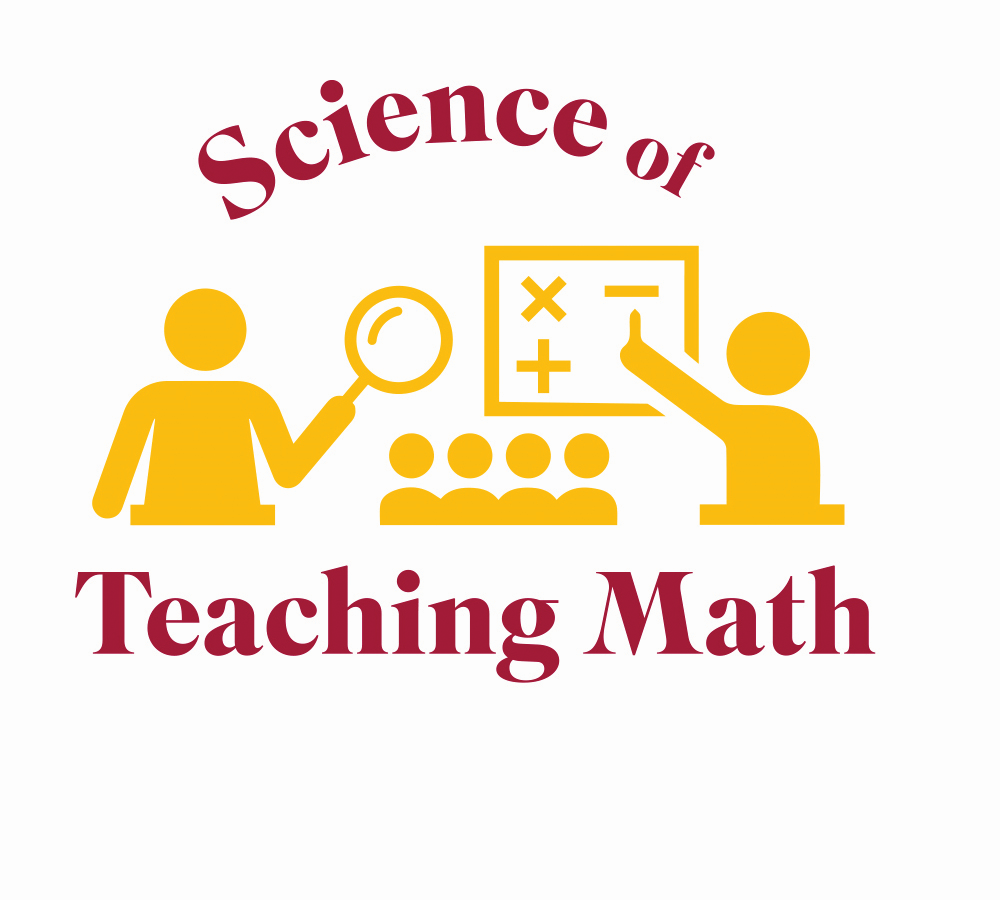 Science of
× −
+
Teaching Math